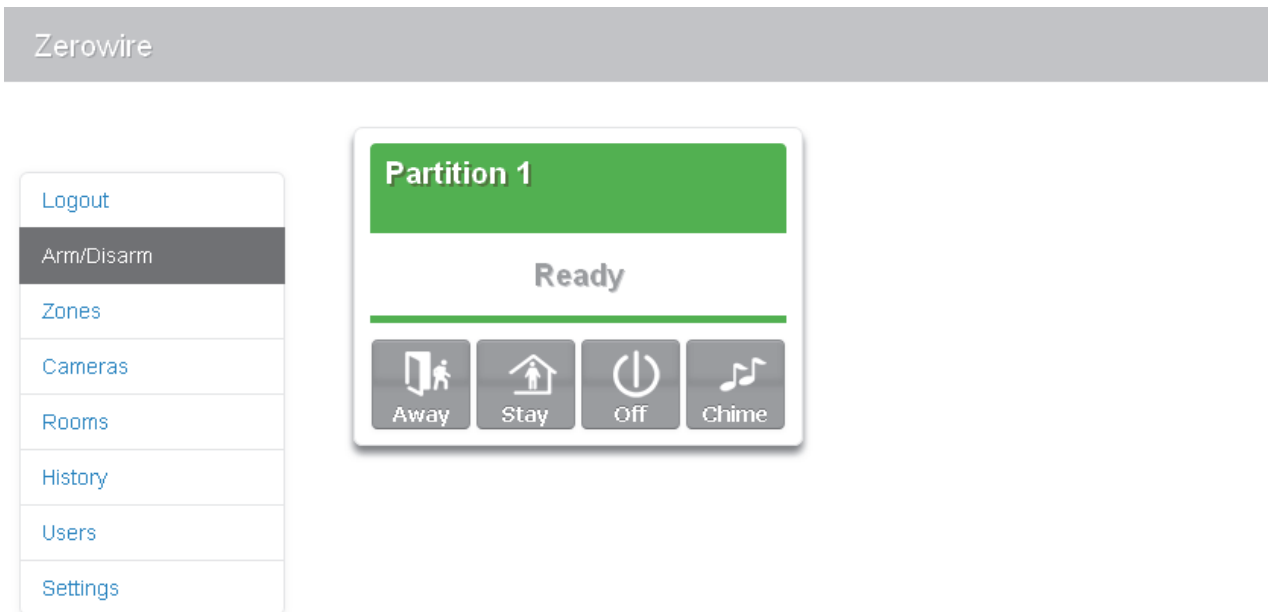 Zerowire
Logout
Arm/Disarm
Zones
Cameras
Rooms
History
Users
Settings
Partition 1
Ready
Away Stay Off Chime